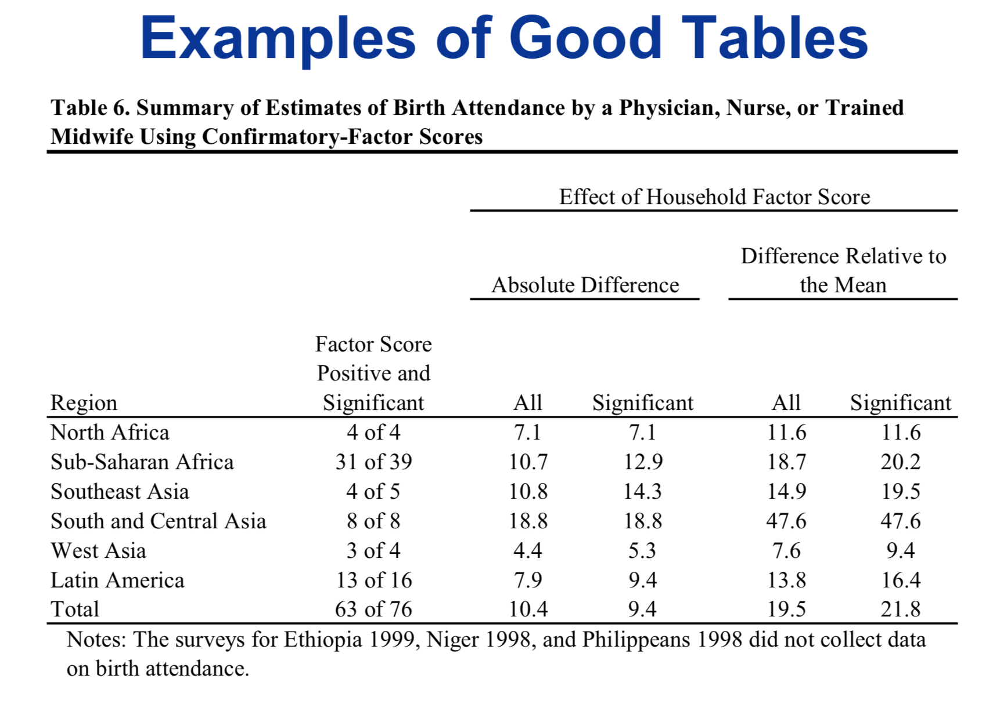 Examples of Good Tables
Table 6. Summary of Estimates of Birth Attendance by a Physician, Nurse, or Trained
Midwife Using Confirmatory-Factor Scores
Effect of Household Factor Score
Difference Relative to
Absolute Difference the Mean
Factor Score
Positive and
Region Significant All Significant All Significant
North Africa 4 of 4 7.1 7.1 11.6 11.6
Sub-Saharan Africa 31 of 39 10.7 12.9 18.7 20.2
Southeast Asia 4 of 5 10.8 14.3 14.9 19.5
South and Central Asia 8 of 8 18.8 18.8 47.6 47.6
West Asia 3 of 4 4.4 5.3 7.6 9.4
Latin America 13 of 16 7.9 9.4 13.8 16.4
Total 63 of 76 10.4 9.4 19.5 21.8
Notes: The surveys for Ethiopia 1999, Niger 1998, and Philippeans 1998 did not collect data
on birth attendance.